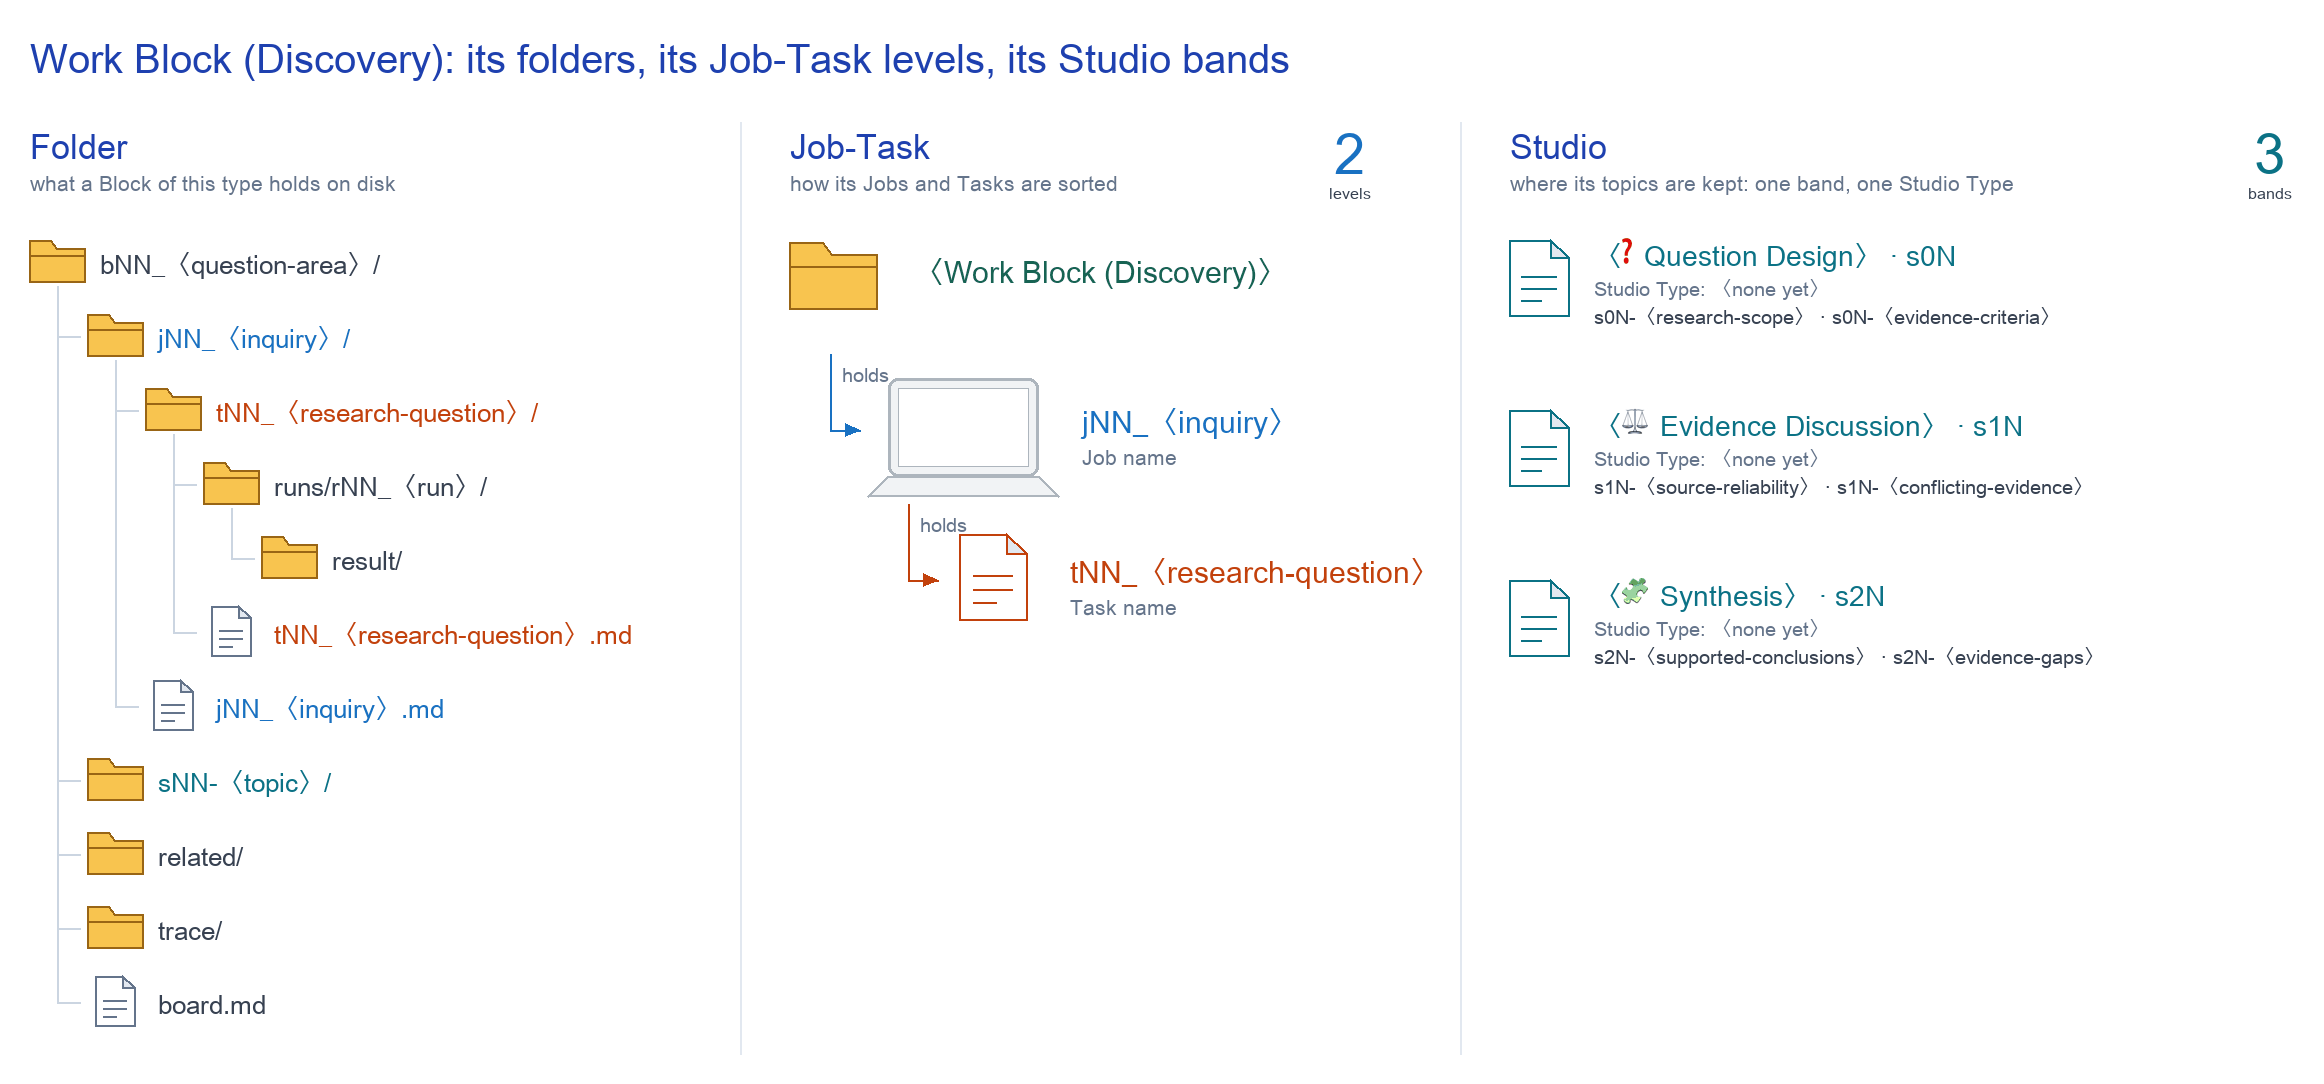 Work Block (Discovery): its folders, its Job-Task levels, its Studio bands
Folder
what a Block of this type holds on disk
bNN_〈question-area〉/
jNN_〈inquiry〉/
tNN_〈research-question〉/
runs/rNN_〈run〉/
result/
tNN_〈research-question〉.md
jNN_〈inquiry〉.md
sNN-〈topic〉/
related/
trace/
board.md
Job-Task
how its Jobs and Tasks are sorted
2
levels
〈Work Block (Discovery)〉
holds
jNN_〈inquiry〉
Job name
holds
tNN_〈research-question〉
Task name
Studio
where its topics are kept: one band, one Studio Type
3
bands
〈❓ Question Design〉 · s0N
Studio Type: 〈none yet〉
s0N-〈research-scope〉 · s0N-〈evidence-criteria〉
〈⚖ Evidence Discussion〉 · s1N
Studio Type: 〈none yet〉
s1N-〈source-reliability〉 · s1N-〈conflicting-evidence〉
〈🧩 Synthesis〉 · s2N
Studio Type: 〈none yet〉
s2N-〈supported-conclusions〉 · s2N-〈evidence-gaps〉